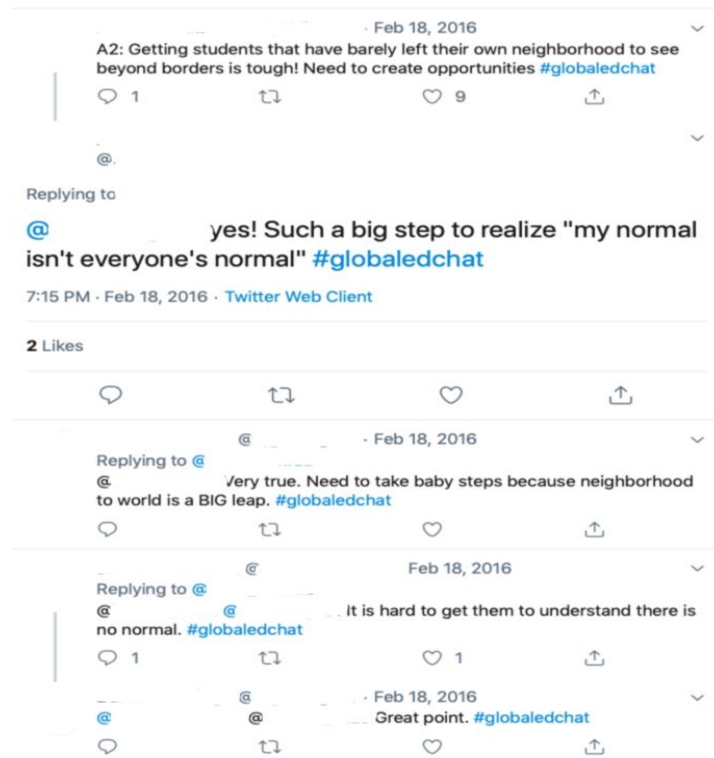 · Feb 18, 2016
A2: Getting students that have barely left their own neighborhood to see
beyond borders is tough! Need to create opportunities #globaledchat
1 9
@
Replying to
@ yes! Such a big step to realize "my normal
isn't everyone's normal" #globaledchat
7:15 PM · Feb 18, 2016 · Twitter Web Client
2 Likes
@ · Feb 18, 2016
Replying to @
@ Very true. Need to take baby steps because neighborhood
to world is a BIG leap. #globaledchat
@ Feb 18, 2016
Replying to @
@ @ . It is hard to get them to understand there is
no normal. #globaledchat
1 1
@ · Feb 18, 2016
@ @ Great point. #globaledchat